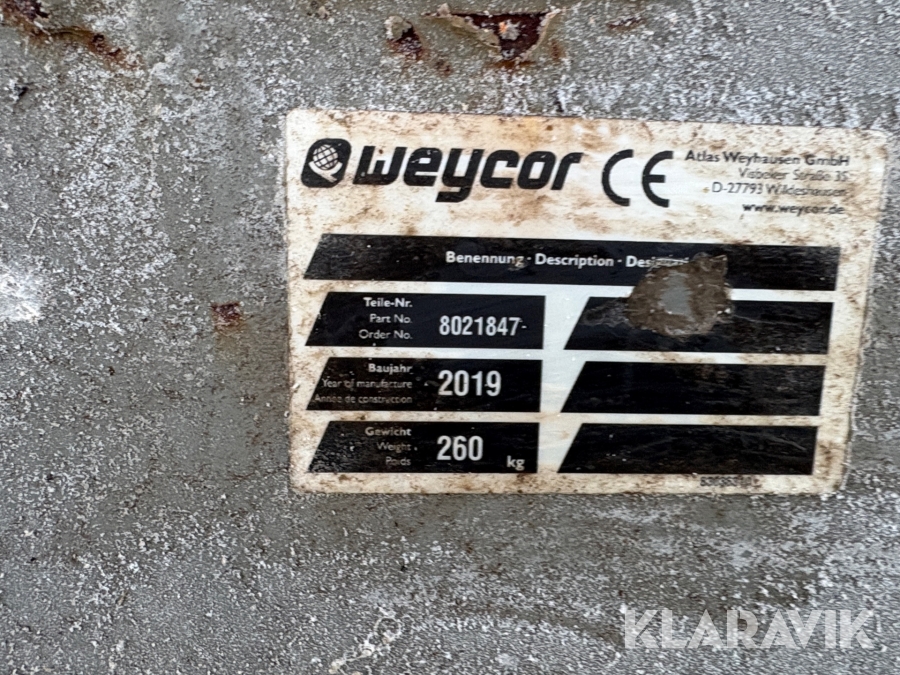 weycor CE
Atlas Weyhausen GmbH
Visbeker Straße 35
D-27793 Wildeshausen
www.weycor.de
Benennung · Description ·
Teile-Nr.
Part No.
Order No.
8021847
Baujahr
Year of manufacture
Année de construction
2019
Gewicht
Weight
Poids
260 kg
KLARAVIK